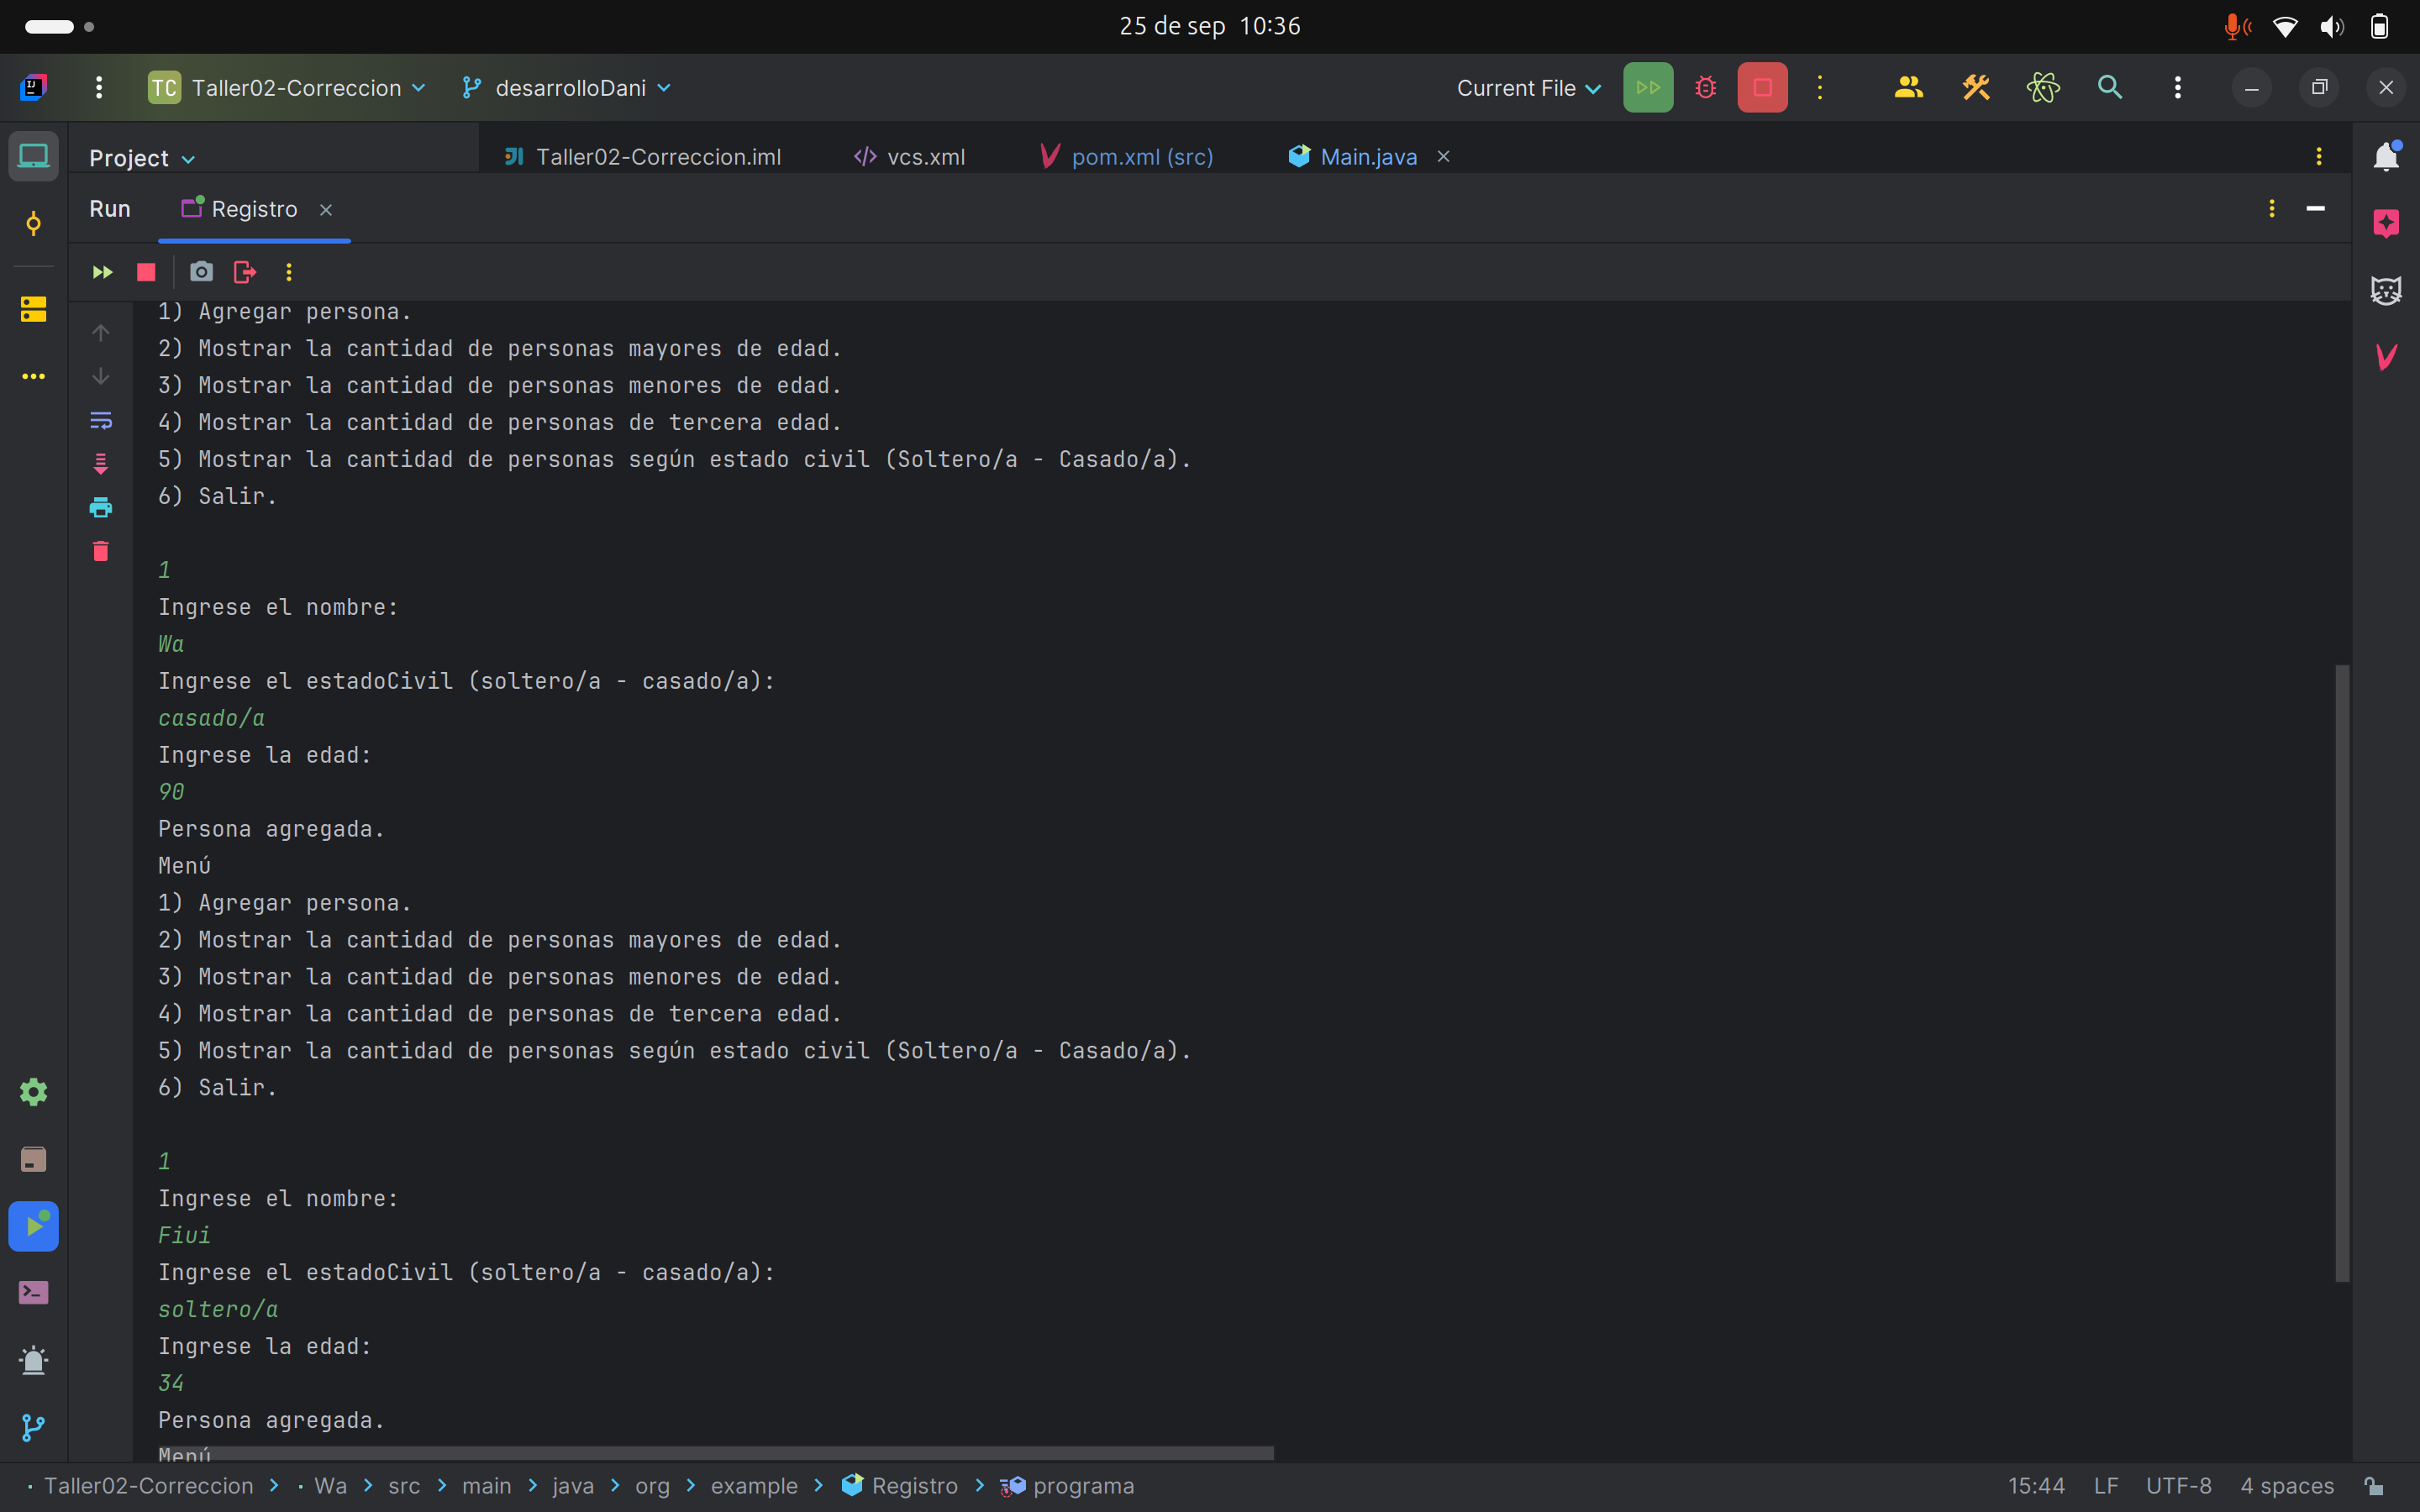 25 de sep 10:36
TC Taller02-Correccion desarrolloDani Current File
Project Taller02-Correccion.iml vcs.xml pom.xml (src) Main.java
Run Registro
1) Agregar persona.
2) Mostrar la cantidad de personas mayores de edad.
3) Mostrar la cantidad de personas menores de edad.
4) Mostrar la cantidad de personas de tercera edad.
5) Mostrar la cantidad de personas según estado civil (Soltero/a - Casado/a).
6) Salir.
1
Ingrese el nombre:
Wa
Ingrese el estadoCivil (soltero/a - casado/a):
casado/a
Ingrese la edad:
90
Persona agregada.
Menú
1) Agregar persona.
2) Mostrar la cantidad de personas mayores de edad.
3) Mostrar la cantidad de personas menores de edad.
4) Mostrar la cantidad de personas de tercera edad.
5) Mostrar la cantidad de personas según estado civil (Soltero/a - Casado/a).
6) Salir.
1
Ingrese el nombre:
Fiui
Ingrese el estadoCivil (soltero/a - casado/a):
soltero/a
Ingrese la edad:
34
Persona agregada.
Menú
Taller02-Correccion Wa src main java org example Registro programa 15:44 LF UTF-8 4 spaces